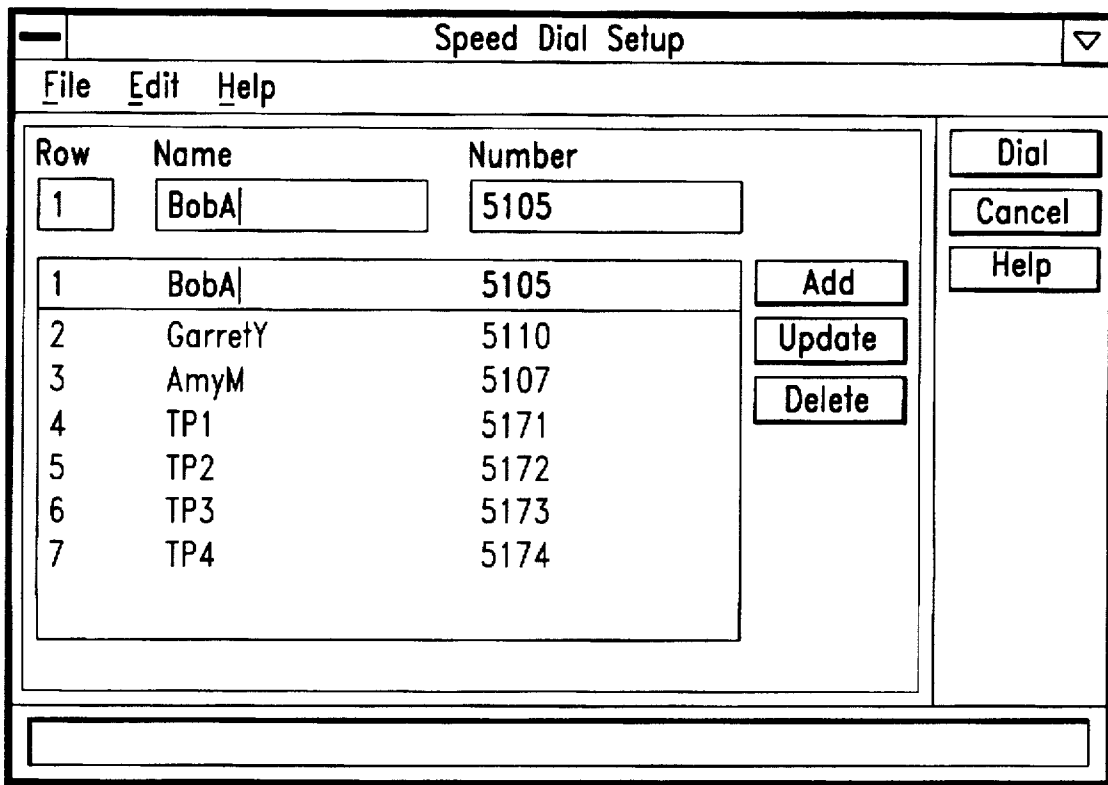 Speed Dial Setup
File Edit Help
Row Name Number
1 BobA 5105
1 BobA 5105
2 GarretY 5110
3 AmyM 5107
4 TP1 5171
5 TP2 5172
6 TP3 5173
7 TP4 5174
Add
Update
Delete
Dial
Cancel
Help